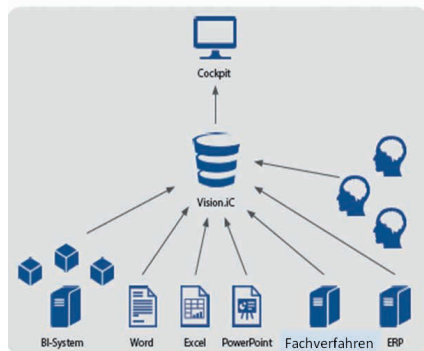 Cockpit
Vision.iC
BI-System Word Excel PowerPoint Fachverfahren ERP